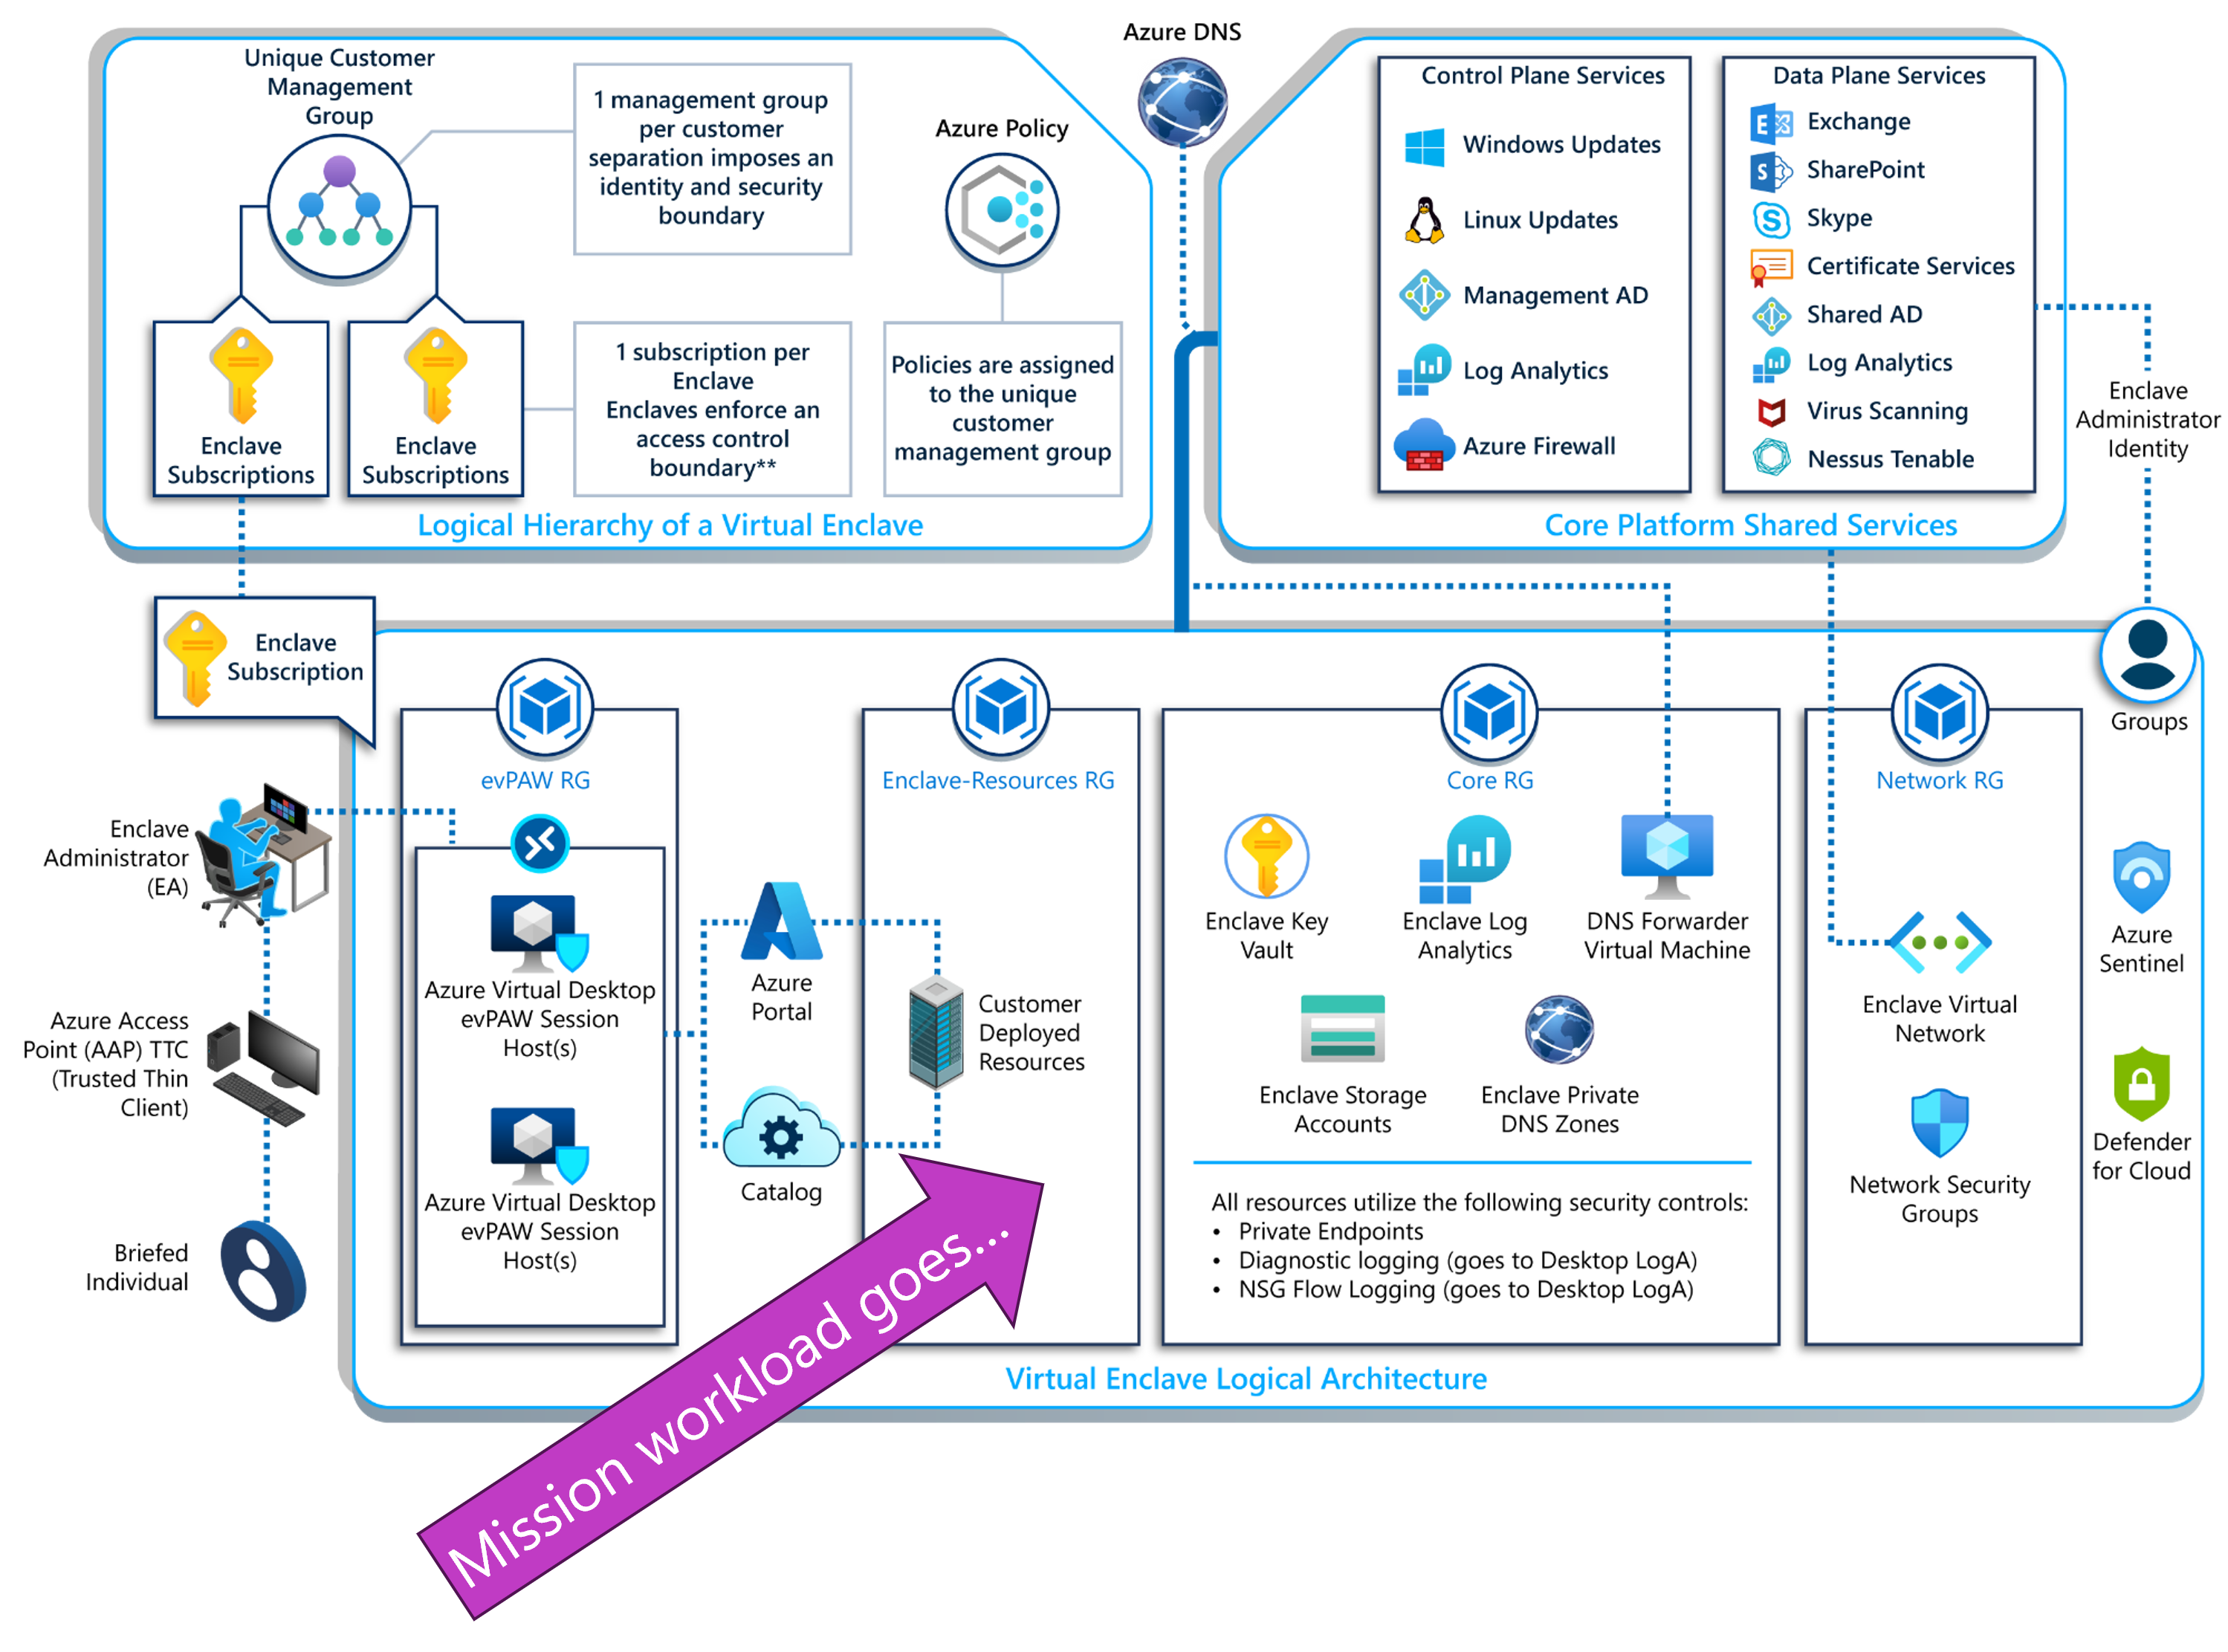 Unique Customer
Management
Group
1 management group
per customer
separation imposes an
identity and security
boundary
Azure Policy
Enclave
Subscriptions
Enclave
Subscriptions
1 subscription per
Enclave
Enclaves enforce an
access control
boundary**
Policies are assigned
to the unique
customer
management group
Logical Hierarchy of a Virtual Enclave
Azure DNS
Control Plane Services
Windows Updates
Linux Updates
Management AD
Log Analytics
Azure Firewall
Data Plane Services
Exchange
SharePoint
Skype
Certificate Services
Shared AD
Log Analytics
Virus Scanning
Nessus Tenable
Core Platform Shared Services
Enclave
Administrator
Identity
Enclave
Subscription
Groups
Enclave
Administrator
(EA)
Azure Access
Point (AAP) TTC
(Trusted Thin
Client)
Briefed
Individual
evPAW RG
Azure Virtual Desktop
evPAW Session
Host(s)
Azure Virtual Desktop
evPAW Session
Host(s)
Azure
Portal
Catalog
Enclave-Resources RG
Customer
Deployed
Resources
Core RG
Enclave Key
Vault
Enclave Log
Analytics
DNS Forwarder
Virtual Machine
Enclave Storage
Accounts
Enclave Private
DNS Zones
All resources utilize the following security controls:
• Private Endpoints
• Diagnostic logging (goes to Desktop LogA)
• NSG Flow Logging (goes to Desktop LogA)
Network RG
Enclave Virtual
Network
Network Security
Groups
Azure
Sentinel
Defender
for Cloud
Virtual Enclave Logical Architecture
Mission workload goes...